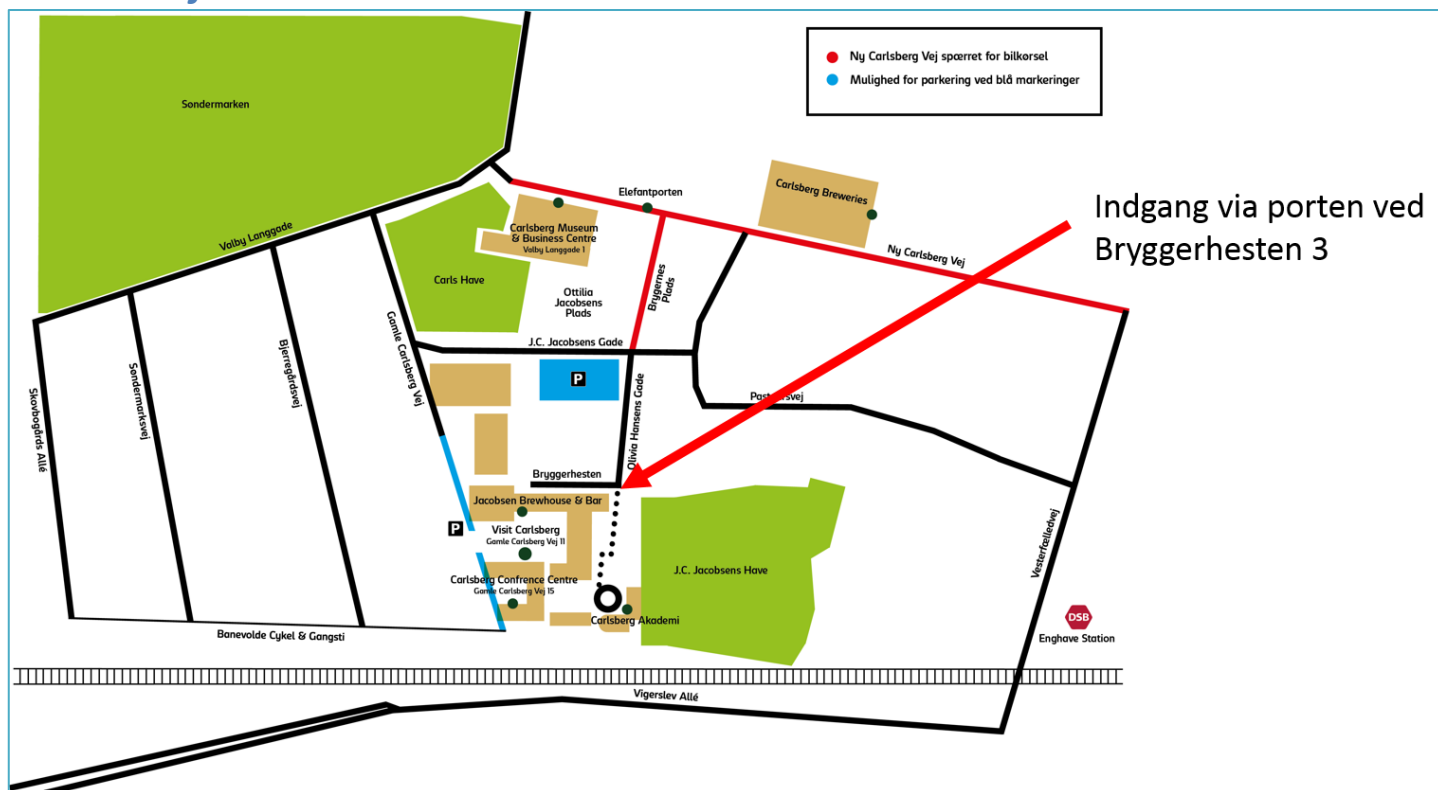 Søndermarken
Ny Carlsberg Vej spærret for bilkørsel
Mulighed for parkering ved blå markeringer
Carlsberg Breweries
Elefantporten
Indgang via porten ved
Bryggerhesten 3
Valby Langgade
Carlsberg Museum
& Business Centre
Valby Langgade 1
Ny Carlsberg Vej
Carls Have
Ottilia
Jacobsens
Plads
Brygernes
Plads
Gamle Carlsberg Vej
J.C. Jacobsens Gade
Bjerregårdsvej
Søndermarksvej
Skovbogårds Allé
P
Olivia Hansens Gade
Bryggerhesten
Jacobsen Brewhouse & Bar
P
Visit Carlsberg
Gamle Carlsberg Vej 11
Carlsberg Confrence Centre
Gamle Carlsberg Vej 15
J.C. Jacobsens Have
Carlsberg Akademi
Vesterfælledvej
DSB
Enghave Station
Banevolde Cykel & Gangsti
Vigerslev Allé